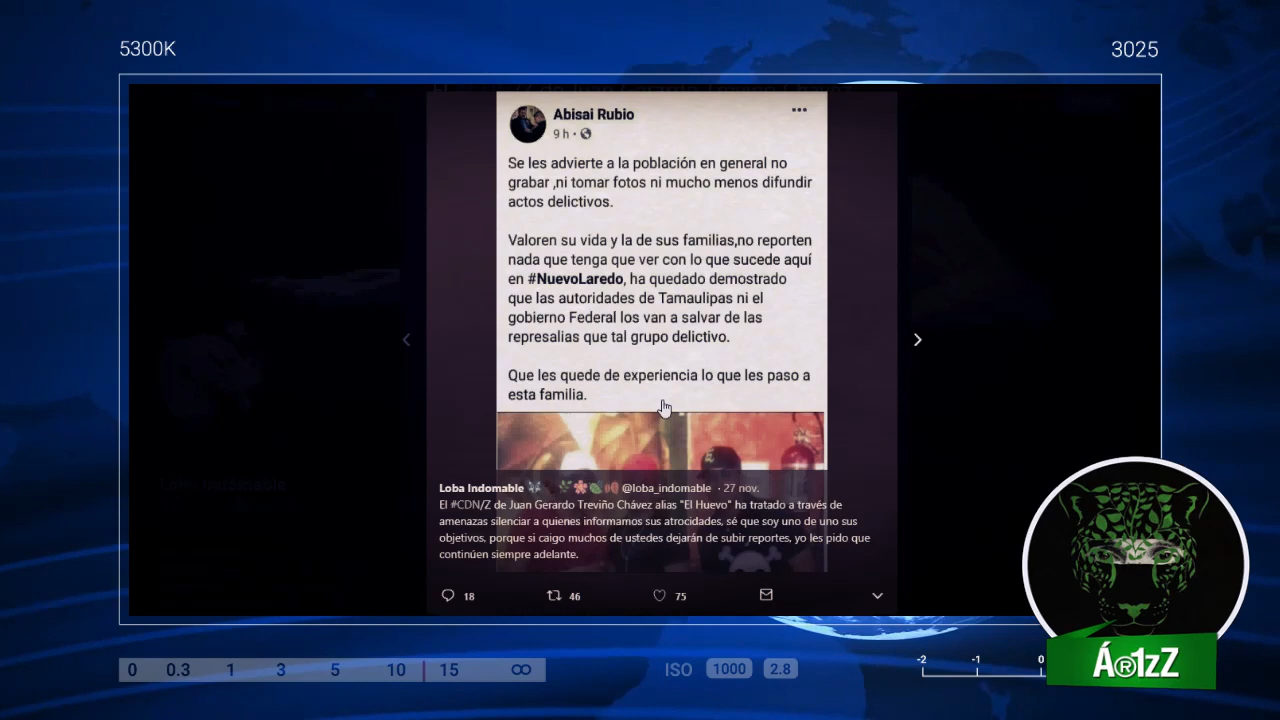 5300K
3025
Abisai Rubio
9 h
Se les advierte a la población en general no
grabar ,ni tomar fotos ni mucho menos difundir
actos delictivos.
Valoren su vida y la de sus familias,no reporten
nada que tenga que ver con lo que sucede aquí
en #NuevoLaredo, ha quedado demostrado
que las autoridades de Tamaulipas ni el
gobierno Federal los van a salvar de las
represalias que tal grupo delictivo.
Que les quede de experiencia lo que les paso a
esta familia.
Loba Indomable @loba_indomable · 27 nov.
El #CDN/Z de Juan Gerardo Treviño Chávez alias "El Huevo" ha tratado a través de
amenazas silenciar a quienes informamos sus atrocidades, sé que soy uno de uno sus
objetivos, porque si caigo muchos de ustedes dejarán de subir reportes, yo les pido que
continúen siempre adelante.
18 46 75
0 0.3 1 3 5 10 15 ∞
ISO 1000 2.8
-2 -1 0
Á®1zZ